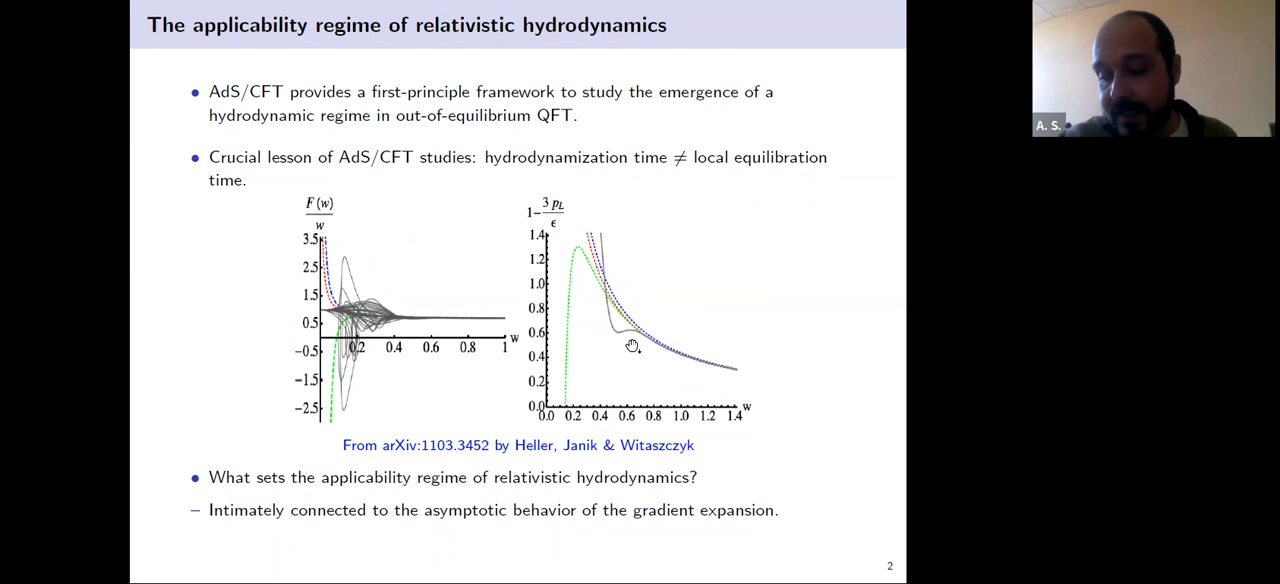 The applicability regime of relativistic hydrodynamics
• AdS/CFT provides a first-principle framework to study the emergence of a
hydrodynamic regime in out-of-equilibrium QFT.
• Crucial lesson of AdS/CFT studies: hydrodynamization time ≠ local equilibration
time.
F(w)
w
3.5
2.5
1.5
0.5
-0.5
-1.5
-2.5
0.2 0.4 0.6 0.8 1
w
1- 3 pL
ϵ
1.4
1.2
1.0
0.8
0.6
0.4
0.2
0.0
0.0 0.2 0.4 0.6 0.8 1.0 1.2 1.4
w
From arXiv:1103.3452 by Heller, Janik & Witaszczyk
• What sets the applicability regime of relativistic hydrodynamics?
– Intimately connected to the asymptotic behavior of the gradient expansion.
2
A. S.